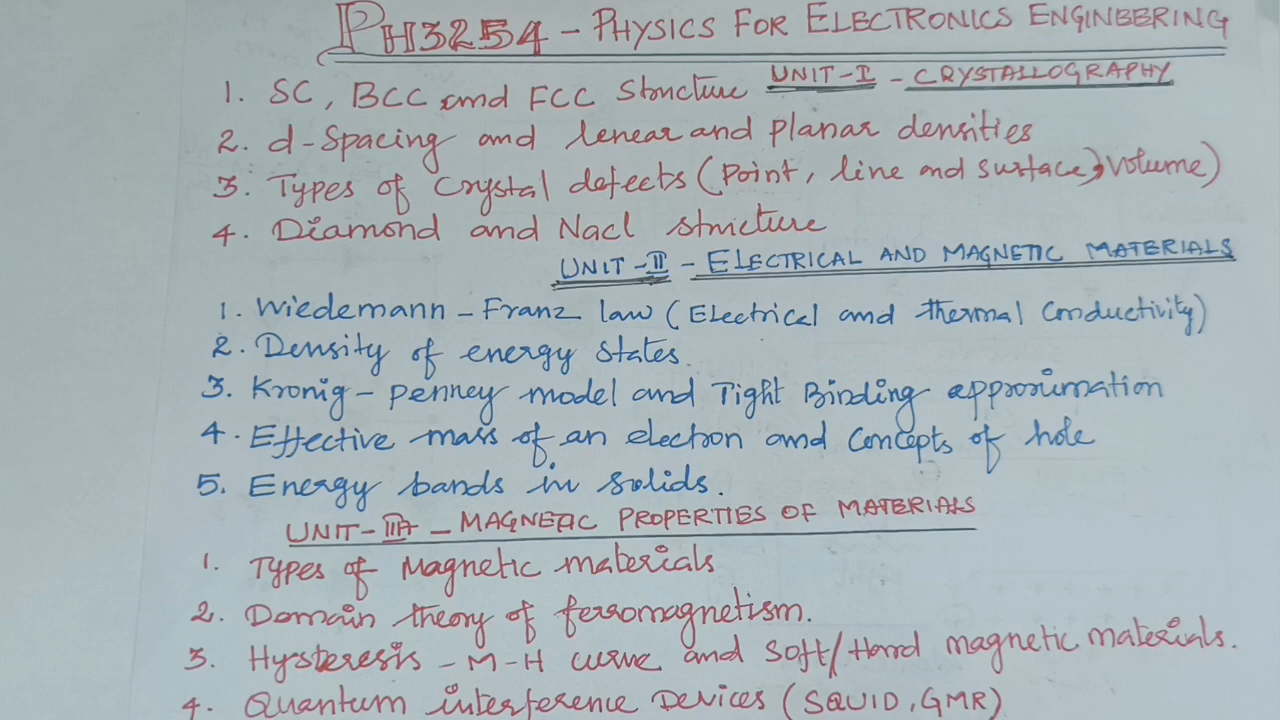 PH3254 - PHYSICS FOR ELECTRONICS ENGINEERING
UNIT-I - CRYSTALLOGRAPHY
1. SC, BCC and FCC Structure
2. d-Spacing and lenear and planar densities
3. Types of Crystal defects (Point, line and surface, volume)
4. Diamond and Nacl structure
UNIT-II - ELECTRICAL AND MAGNETIC MATERIALS
1. Wiedemann - Franz law (Electrical and thermal conductivity)
2. Density of energy states.
3. Kronig - penney model and Tight Binding approximation
4. Effective mass of an electron and concepts of hole
5. Energy bands in solids.
UNIT-III - MAGNETIC PROPERTIES OF MATERIALS
1. Types of Magnetic materials
2. Domain theory of ferromagnetism.
3. Hysteresis - M-H curve and Soft/Hard magnetic materials.
4. Quantum interference Devices (SQUID, GMR)